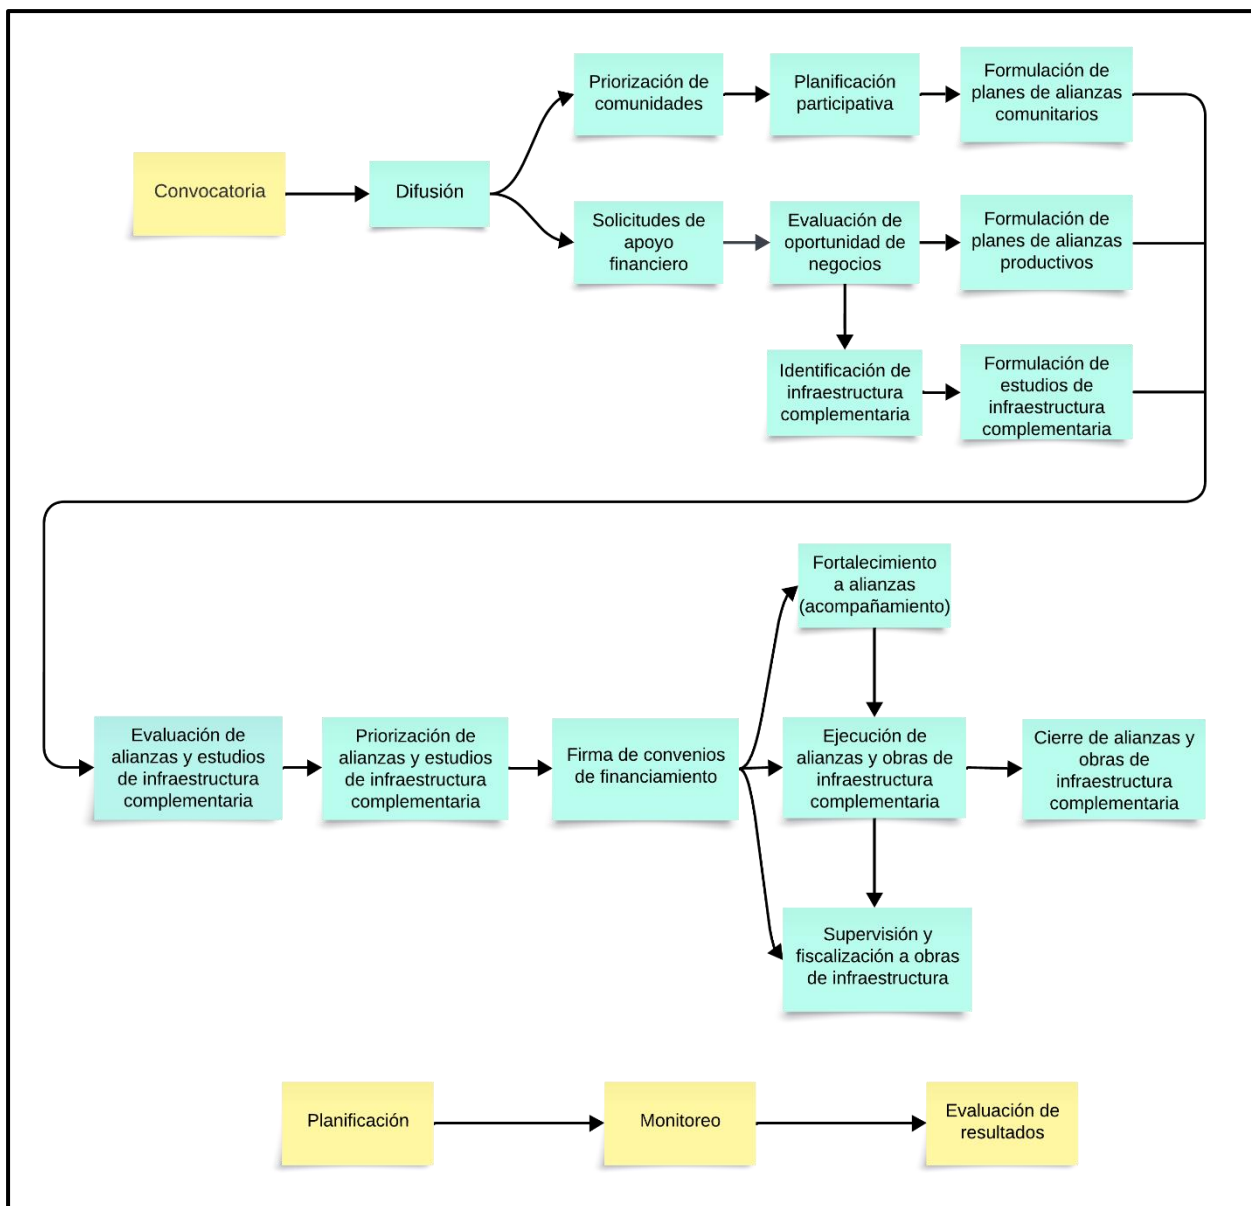 Priorización de
comunidades
Planificación
participativa
Formulación de
planes de alianzas
comunitarios
Convocatoria
Difusión
Solicitudes de
apoyo
financiero
Evaluación de
oportunidad de
negocios
Formulación de
planes de alianzas
productivos
Identificación de
infraestructura
complementaria
Formulación de
estudios de
infraestructura
complementaria
Fortalecimiento
a alianzas
(acompañamiento)
Evaluación de
alianzas y estudios
de infraestructura
complementaria
Priorización de
alianzas y estudios
de infraestructura
complementaria
Firma de convenios
de financiamiento
Ejecución de
alianzas y obras de
infraestructura
complementaria
Cierre de alianzas y
obras de
infraestructura
complementaria
Supervisión y
fiscalización a obras
de infraestructura
Planificación
Monitoreo
Evaluación de
resultados